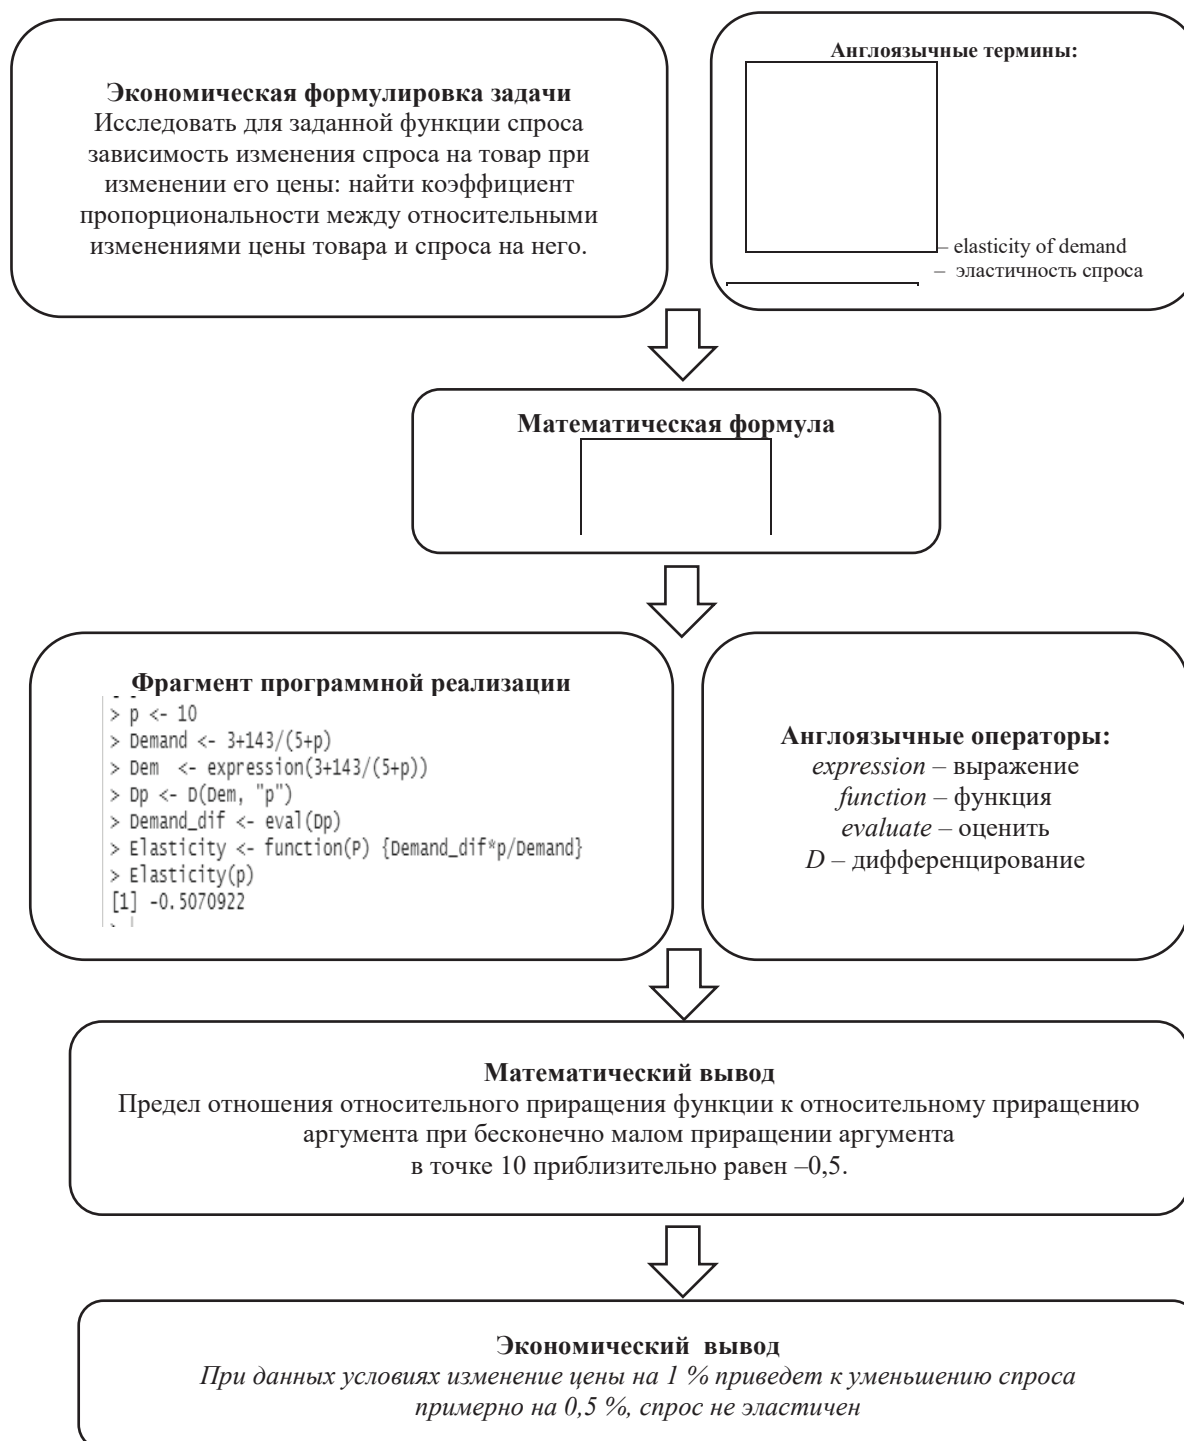 Экономическая формулировка задачи
Исследовать для заданной функции спроса
зависимость изменения спроса на товар при
изменении его цены: найти коэффициент
пропорциональности между относительными
изменениями цены товара и спроса на него.
Англоязычные термины:
– elasticity of demand
– эластичность спроса
Математическая формула
Фрагмент программной реализации
> p <- 10
> Demand <- 3+143/(5+p)
> Dem <- expression(3+143/(5+p))
> Dp <- D(Dem, "p")
> Demand_dif <- eval(Dp)
> Elasticity <- function(P) {Demand_dif*p/Demand}
> Elasticity(p)
[1] -0.5070922
Англоязычные операторы:
expression – выражение
function – функция
evaluate – оценить
D – дифференцирование
Математический вывод
Предел отношения относительного приращения функции к относительному приращению
аргумента при бесконечно малом приращении аргумента
в точке 10 приблизительно равен –0,5.
Экономический вывод
При данных условиях изменение цены на 1 % приведет к уменьшению спроса
примерно на 0,5 %, спрос не эластичен